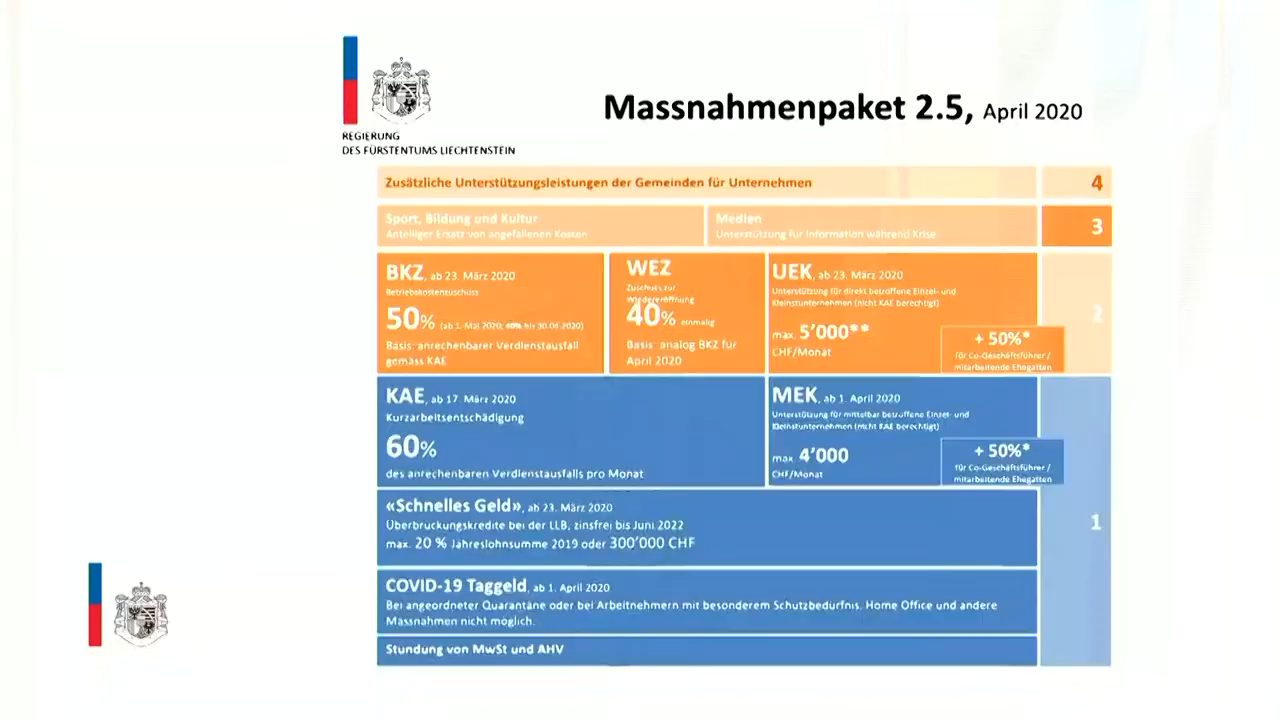 REGIERUNG
DES FÜRSTENTUMS LIECHTENSTEIN
Massnahmenpaket 2.5, April 2020
Zusätzliche Unterstützungsleistungen der Gemeinden für Unternehmen
4
Sport, Bildung und Kultur
Anteiliger Ersatz von angefallenen Kosten
Medien
Unterstützung für Information während Krise
3
BKZ, ab 23. März 2020
Betriebskostenzuschuss
50% (ab 1. Mai 2020; 60% bis 30.04.2020)
Basis: anrechenbarer Verdienstausfall
gemäss KAE
WEZ
Zuschuss zur
Wiedereröffnung
40% einmalig
Basis: analog BKZ für
April 2020
UEK, ab 23. März 2020
Unterstützung für direkt betroffene Einzel- und
Kleinstunternehmen (nicht KAE berechtigt)
max. 5'000**
CHF/Monat
+ 50%*
für Co-Geschäftsführer /
mitarbeitende Ehegatten
2
KAE, ab 17. März 2020
Kurzarbeitsentschädigung
60%
des anrechenbaren Verdienstausfalls pro Monat
MEK, ab 1. April 2020
Unterstützung für mittelbar betroffene Einzel- und
Kleinstunternehmen (nicht KAE berechtigt)
max. 4'000
CHF/Monat
+ 50%*
für Co-Geschäftsführer /
mitarbeitende Ehegatten
«Schnelles Geld», ab 23. März 2020
Überbrückungskredite bei der LLB, zinsfrei bis Juni 2022
max. 20 % Jahreslohnsumme 2019 oder 300'000 CHF
1
COVID-19 Taggeld, ab 1. April 2020
Bei angeordneter Quarantäne oder bei Arbeitnehmern mit besonderem Schutzbedürfnis. Home Office und andere
Massnahmen nicht möglich.
Stundung von MwSt und AHV